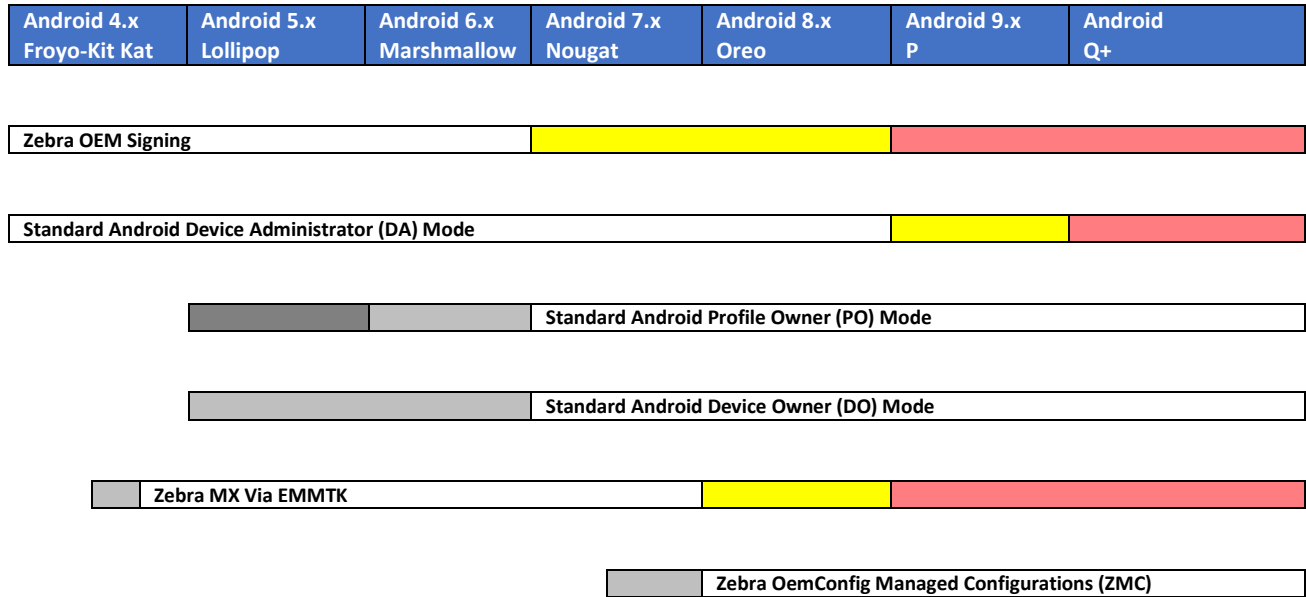 Android 4.x Android 5.x Android 6.x Android 7.x Android 8.x Android 9.x Android
Froyo-Kit Kat Lollipop Marshmallow Nougat Oreo P Q+
Zebra OEM Signing
Standard Android Device Administrator (DA) Mode
Standard Android Profile Owner (PO) Mode
Standard Android Device Owner (DO) Mode
Zebra MX Via EMMTK
Zebra OemConfig Managed Configurations (ZMC)